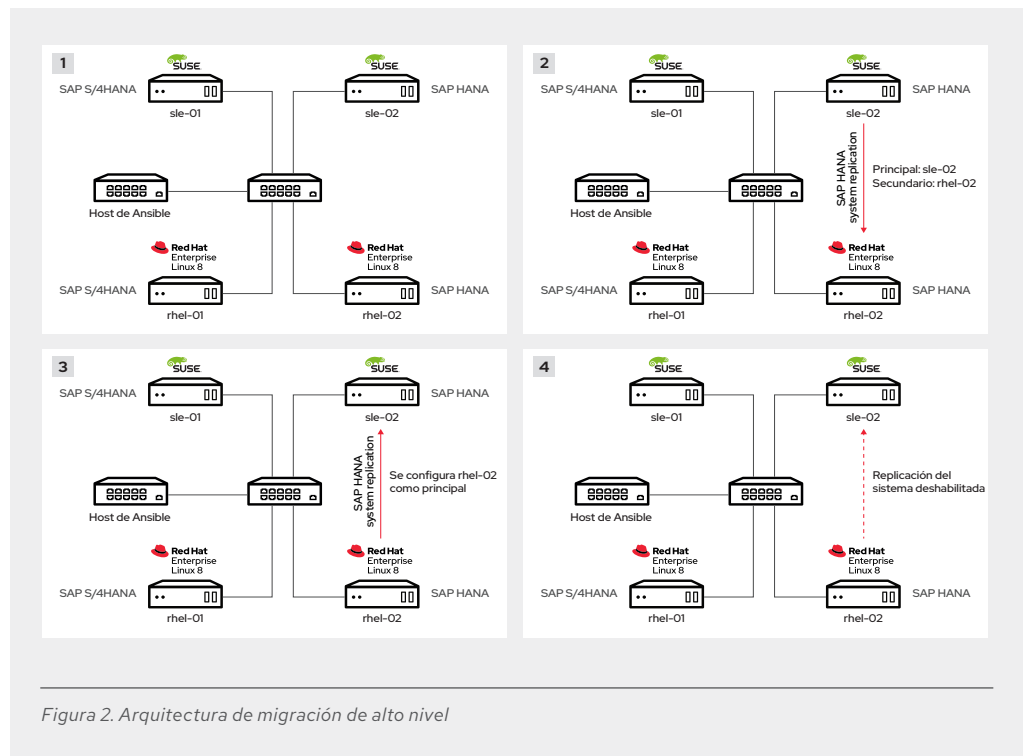 1
SUSE
SUSE
SAP S/4HANA
SAP HANA
sle-01
sle-02
Host de Ansible
Red Hat
Enterprise
Linux 8
Red Hat
Enterprise
Linux 8
SAP S/4HANA
SAP HANA
rhel-01
rhel-02
2
SUSE
SUSE
SAP S/4HANA
SAP HANA
sle-01
sle-02
SAP HANA
system replication
Principal: sle-02
Secundario: rhel-02
Host de Ansible
Red Hat
Enterprise
Linux 8
Red Hat
Enterprise
Linux 8
SAP S/4HANA
SAP HANA
rhel-01
rhel-02
3
SUSE
SUSE
SAP S/4HANA
SAP HANA
sle-01
sle-02
SAP HANA
system replication
Se configura rhel-02
como principal
Host de Ansible
Red Hat
Enterprise
Linux 8
Red Hat
Enterprise
Linux 8
SAP S/4HANA
SAP HANA
rhel-01
rhel-02
4
SUSE
SUSE
sle-01
sle-02
Replicación del
sistema deshabilitada
Host de Ansible
Red Hat
Enterprise
Linux 8
Red Hat
Enterprise
Linux 8
SAP S/4HANA
SAP HANA
rhel-01
rhel-02
Figura 2. Arquitectura de migración de alto nivel